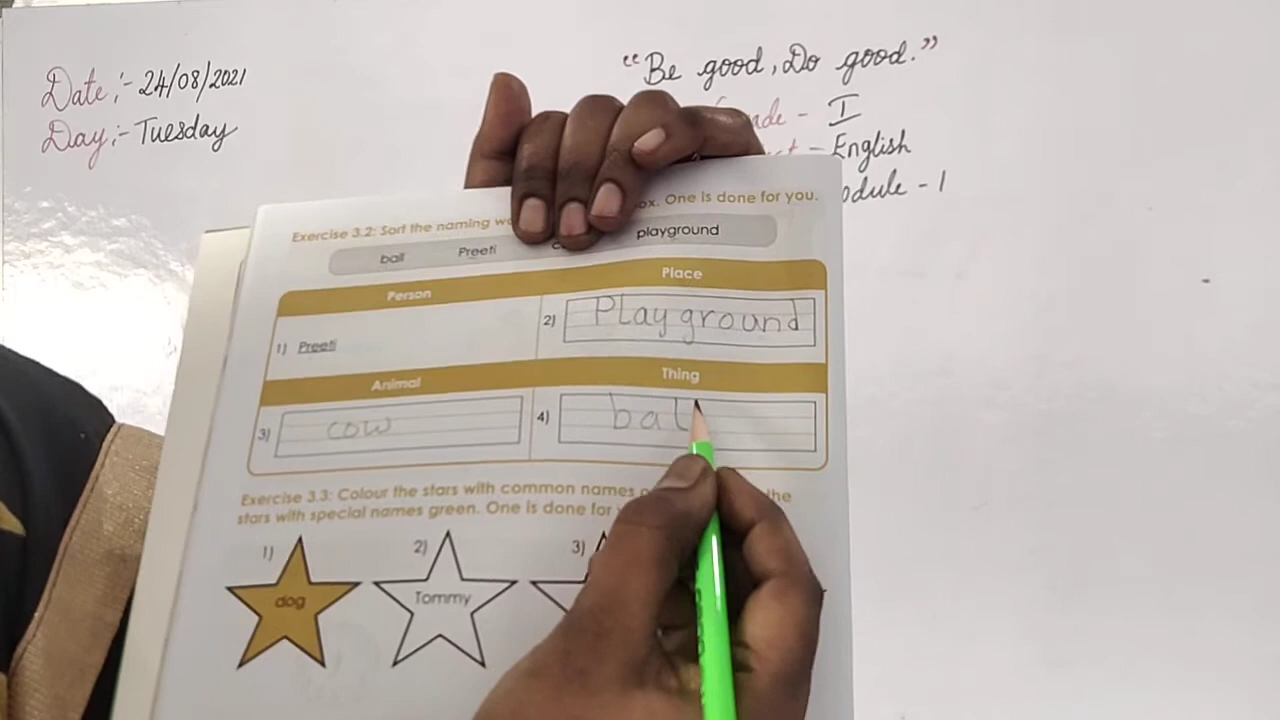 Date :- 24/08/2021
Day :- Tuesday
"Be good, Do good."
- I
- English
- 1
Exercise 3.2: Sort the naming
One is done for you.
ball Preeti playground
Person Place
1) Preeti 2) Playground
Animal Thing
3) cow 4) bal
Exercise 3.3: Colour the stars with common names the
stars with special names green. One is done for
1) 2) 3)
dog Tommy